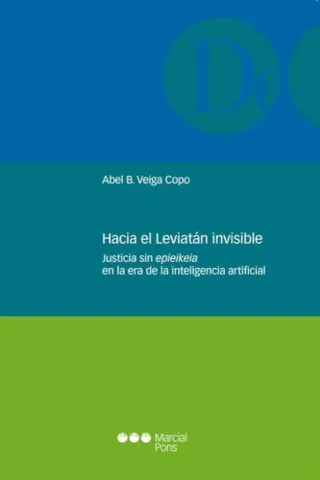 Abel B. Veiga Copo
Hacia el Leviatán invisible
Justicia sin epieikeia
en la era de la inteligencia artificial
Marcial
Pons